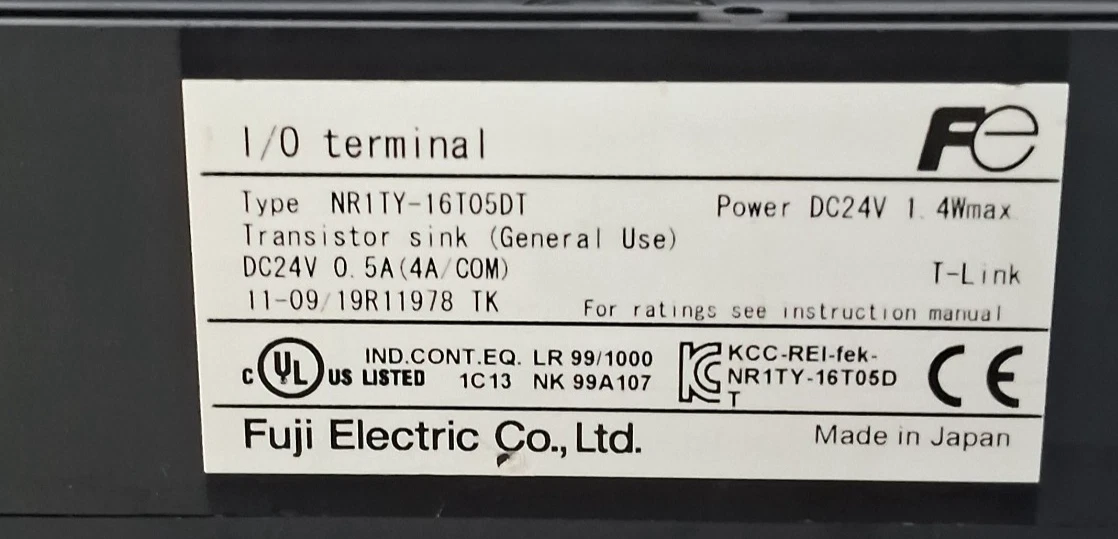 I/O terminal
Fe
Type NR1TY-16T05DT Power DC24V 1.4Wmax
Transistor sink (General Use)
DC24V 0.5A(4A/COM) T-Link
11-09/19R11978 TK For ratings see instruction manual
C UL US LISTED IND.CONT.EQ. 1C13 LR 99/1000 NK 99A107
KC KCC-REI-fek-
NR1TY-16T05D
T
CE
Fuji Electric Co., Ltd. Made in Japan